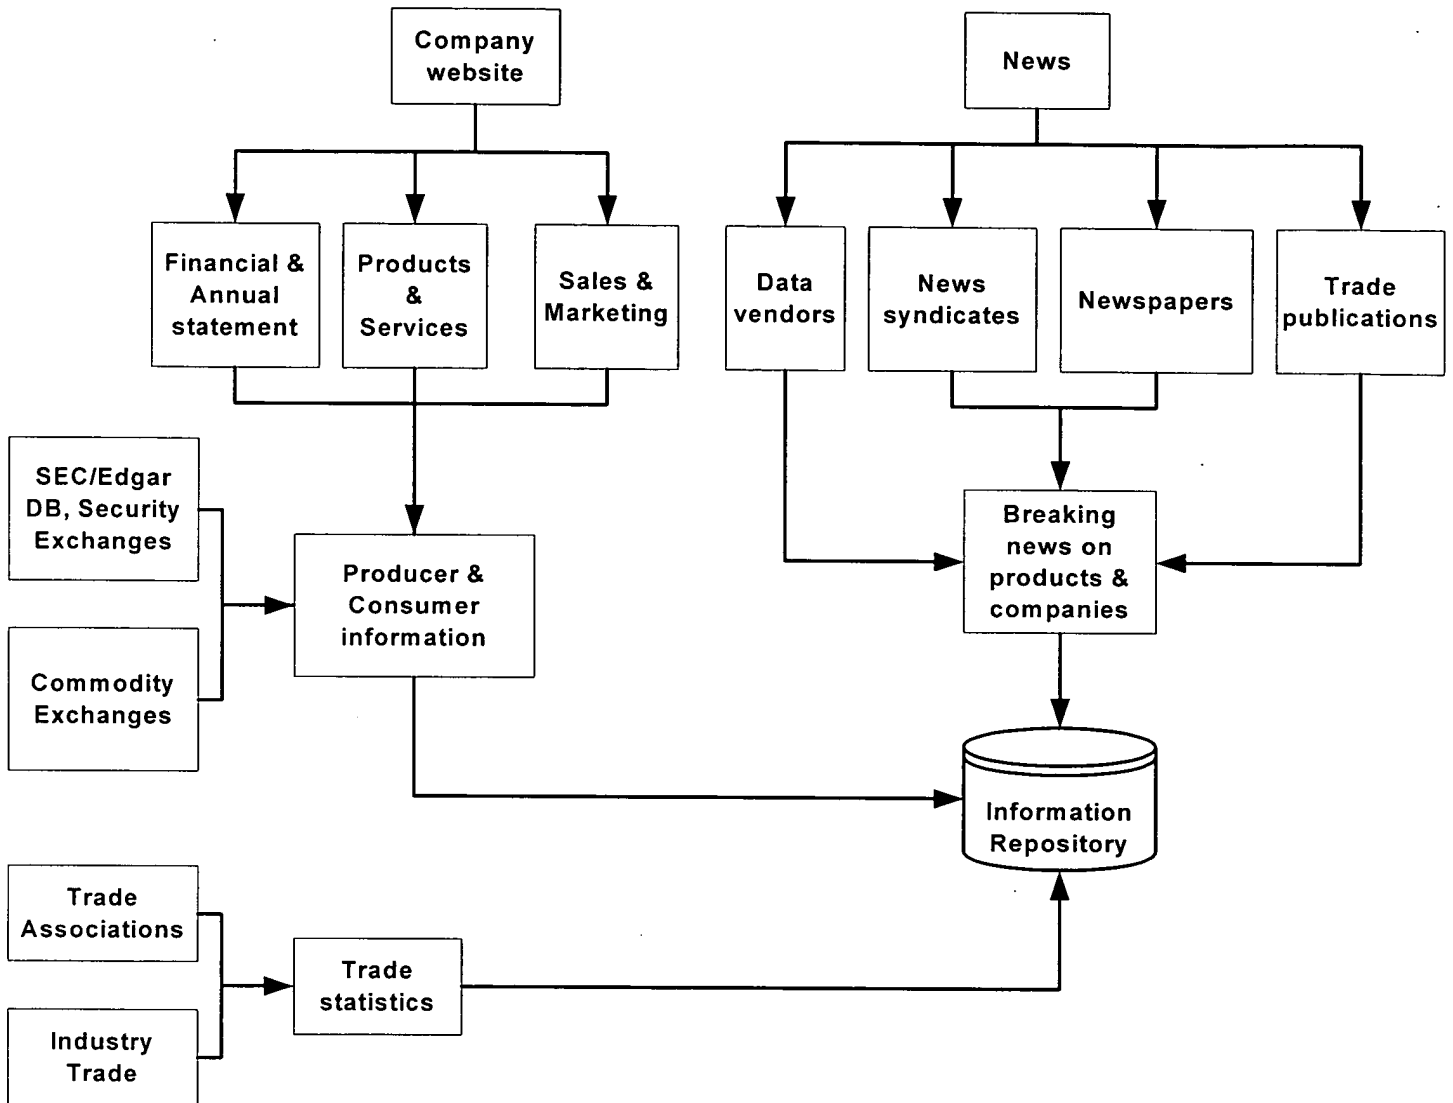 Company
website
News
Financial &
Annual
statement
Products
&
Services
Sales &
Marketing
Data
vendors
News
syndicates
Newspapers
Trade
publications
SEC/Edgar
DB, Security
Exchanges
Commodity
Exchanges
Producer &
Consumer
information
Breaking
news on
products &
companies
Information
Repository
Trade
Associations
Industry
Trade
Trade
statistics